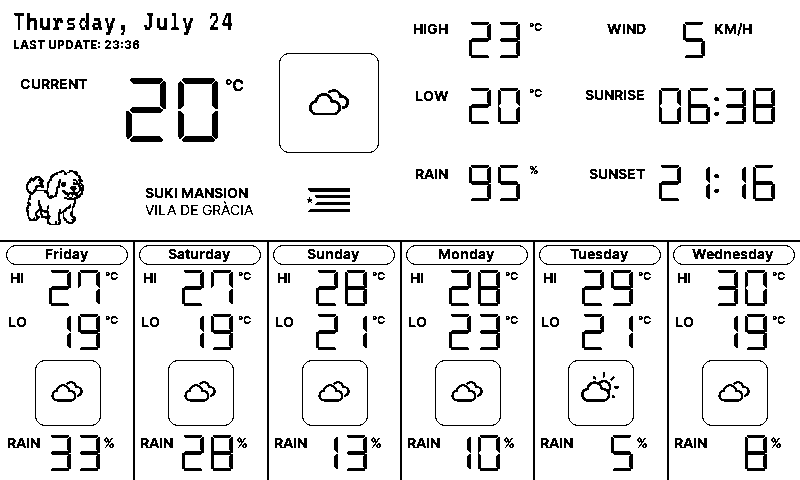 Thursday, July 24
LAST UPDATE: 23:36
CURRENT 20 °C
SUKI MANSION
VILA DE GRÀCIA
HIGH 23 °C
LOW 20 °C
RAIN 95 %
WIND 5 KM/H
SUNRISE 06:38
SUNSET 21:16
Friday
HI 27 °C
LO 19 °C
RAIN 33 %
Saturday
HI 27 °C
LO 19 °C
RAIN 28 %
Sunday
HI 28 °C
LO 21 °C
RAIN 13 %
Monday
HI 28 °C
LO 23 °C
RAIN 10 %
Tuesday
HI 29 °C
LO 21 °C
RAIN 5 %
Wednesday
HI 30 °C
LO 19 °C
RAIN 8 %